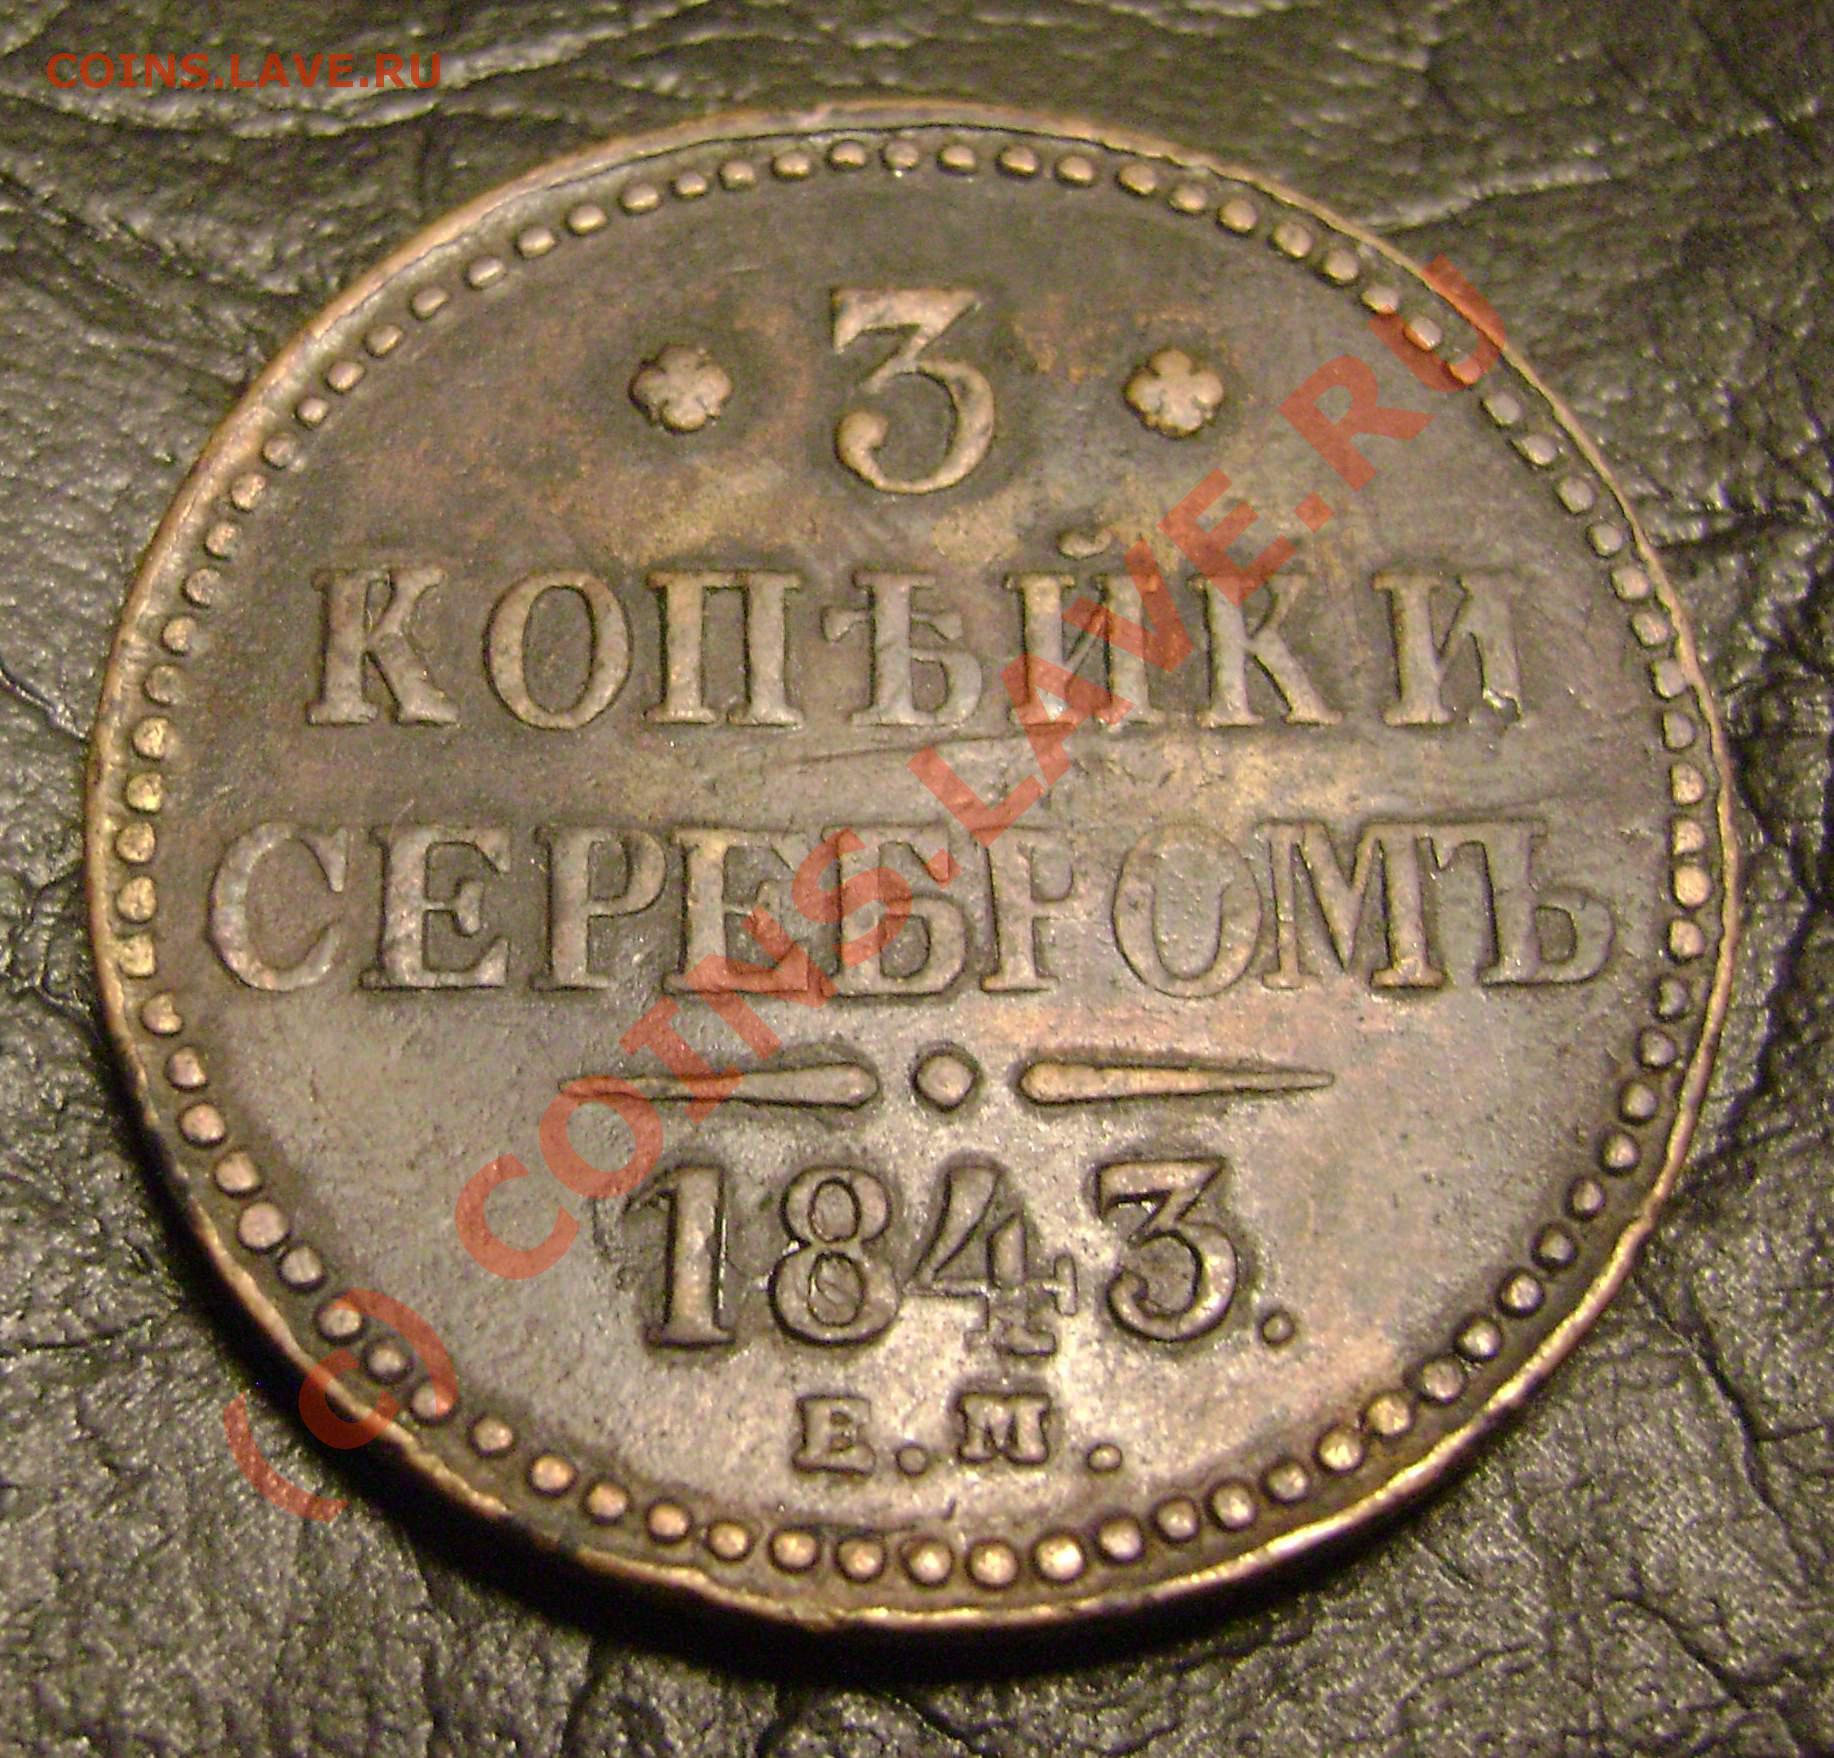 COINS.LAVE.RU
3
КОПѢЙКИ
СЕРЕБРОМЪ
1843.
Е.М.
(c) COINS.LAVE.RU